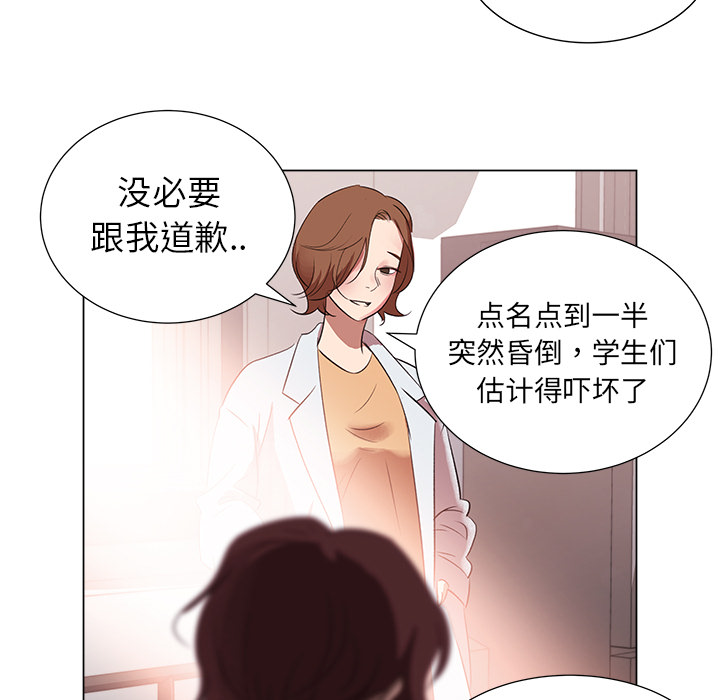 没必要
跟我道歉..
点名点到一半
突然昏倒，学生们
估计得吓坏了